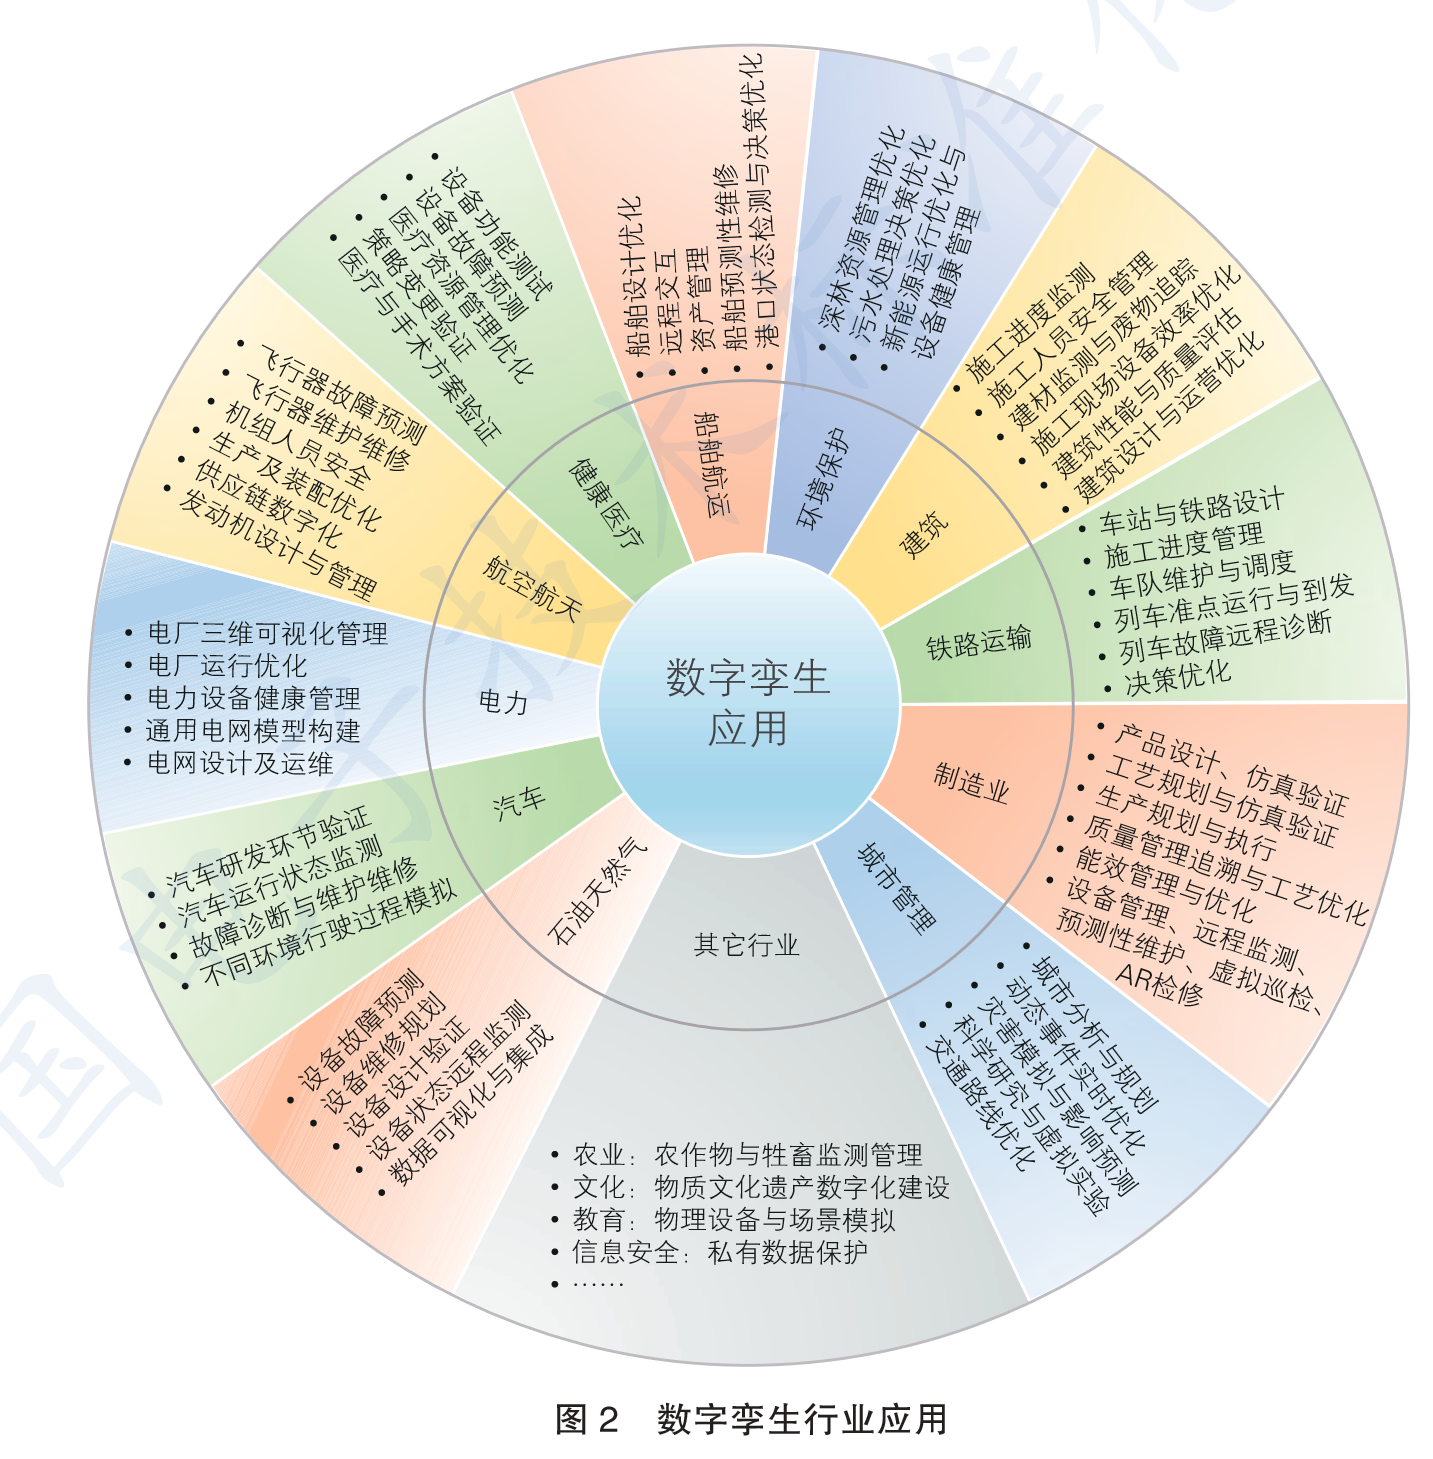 数字孪生
应用
船舶航运
船舶设计优化
远程交互
资产管理
船舶预测性维修
港口状态检测与决策优化
环境保护
深林资源管理优化
污水处理决策优化
新能源运行优化与
设备健康管理
建筑
施工进度监测
施工人员安全管理
建材监测与废物追踪
施工现场设备效率优化
建筑性能与质量评估
建筑设计与运营优化
铁路运输
车站与铁路设计
施工进度管理
车队维护与调度
列车准点运行与到发
列车故障远程诊断
决策优化
制造业
产品设计、仿真验证
工艺规划与仿真验证
生产规划与执行
质量管理追溯与工艺优化
能效管理与优化
设备管理、远程监测、
预测性维护、虚拟巡检、
AR检修
城市管理
城市分析与规划
动态事件实时优化
灾害模拟与影响预测
科学研究与虚拟实验
交通路线优化
其它行业
农业：农作物与牲畜监测管理
文化：物质文化遗产数字化建设
教育：物理设备与场景模拟
信息安全：私有数据保护
……
石油天然气
设备故障预测
设备维修规划
设备设计验证
设备状态远程监测
数据可视化与集成
汽车
汽车研发环节验证
汽车运行状态监测
故障诊断与维护维修
不同环境行驶过程模拟
电力
电厂三维可视化管理
电厂运行优化
电力设备健康管理
通用电网模型构建
电网设计及运维
航空航天
飞行器故障预测
飞行器维护维修
机组人员安全
生产及装配优化
供应链数字化
发动机设计与管理
健康医疗
设备功能测试
设备故障预测
医疗资源管理优化
策略变更验证
医疗与手术方案验证
图 2 数字孪生行业应用